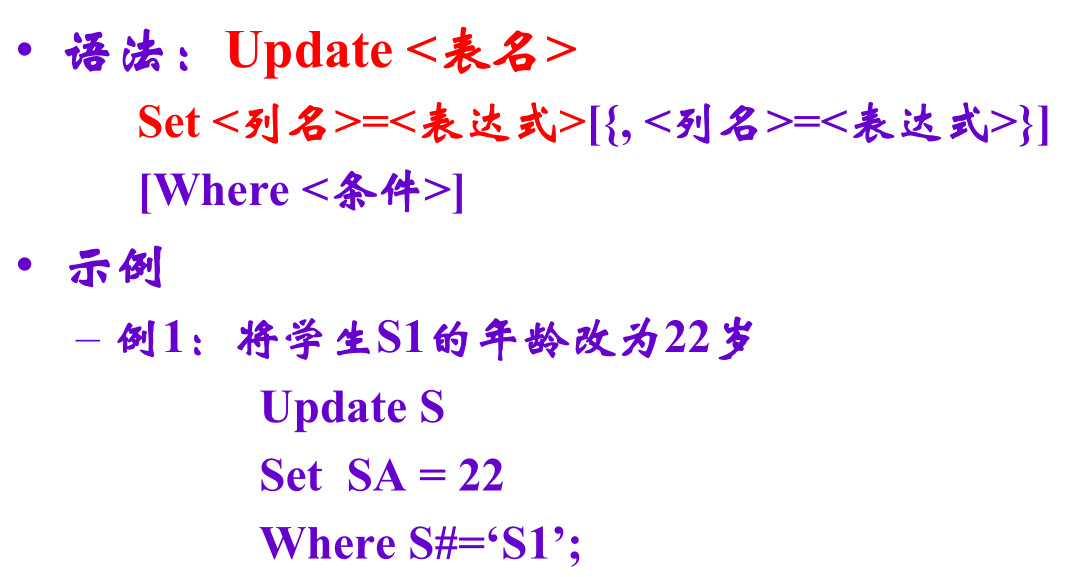 • 语法：Update <表名>
Set <列名>=<表达式>[{, <列名>=<表达式>}]
[Where <条件>]
• 示例
– 例1：将学生S1的年龄改为22岁
Update S
Set  SA = 22
Where S#=‘S1’;